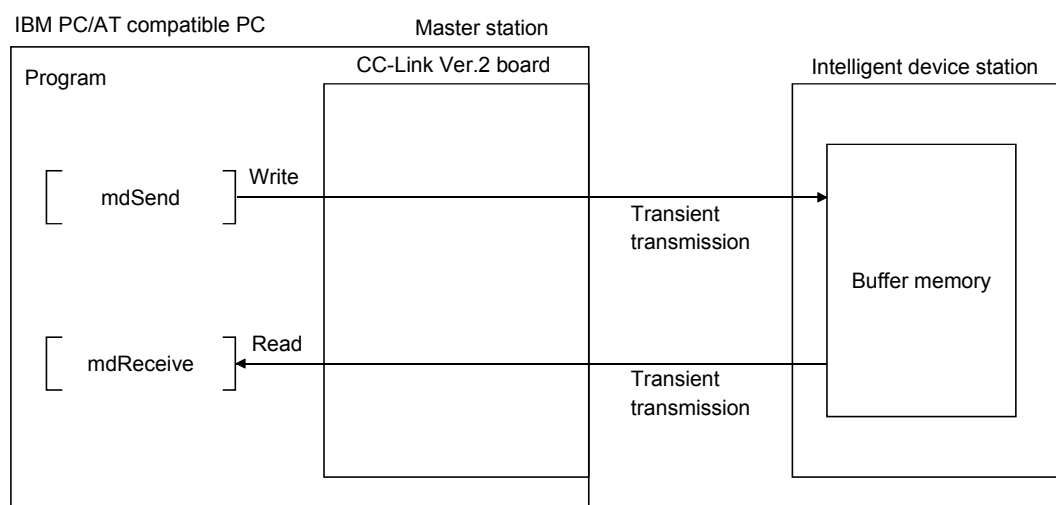 IBM PC/AT compatible PC
Master station
Program
CC-Link Ver.2 board
Intelligent device station
mdSend
Write
Transient
transmission
Buffer memory
mdReceive
Read
Transient
transmission